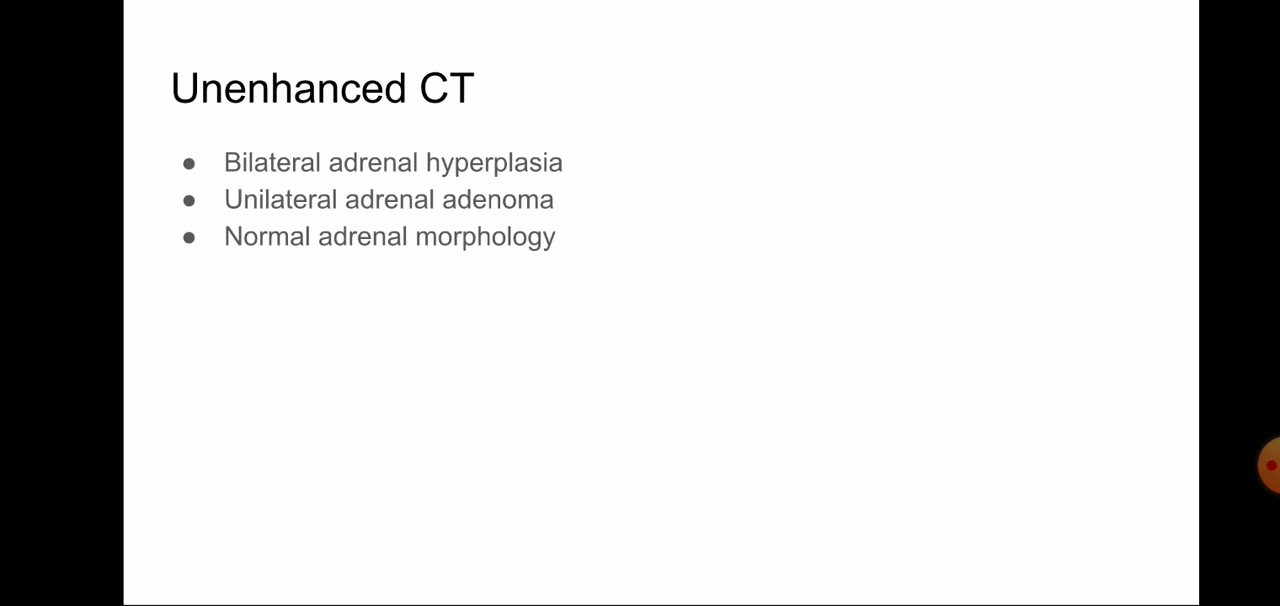 Unenhanced CT
● Bilateral adrenal hyperplasia
● Unilateral adrenal adenoma
● Normal adrenal morphology